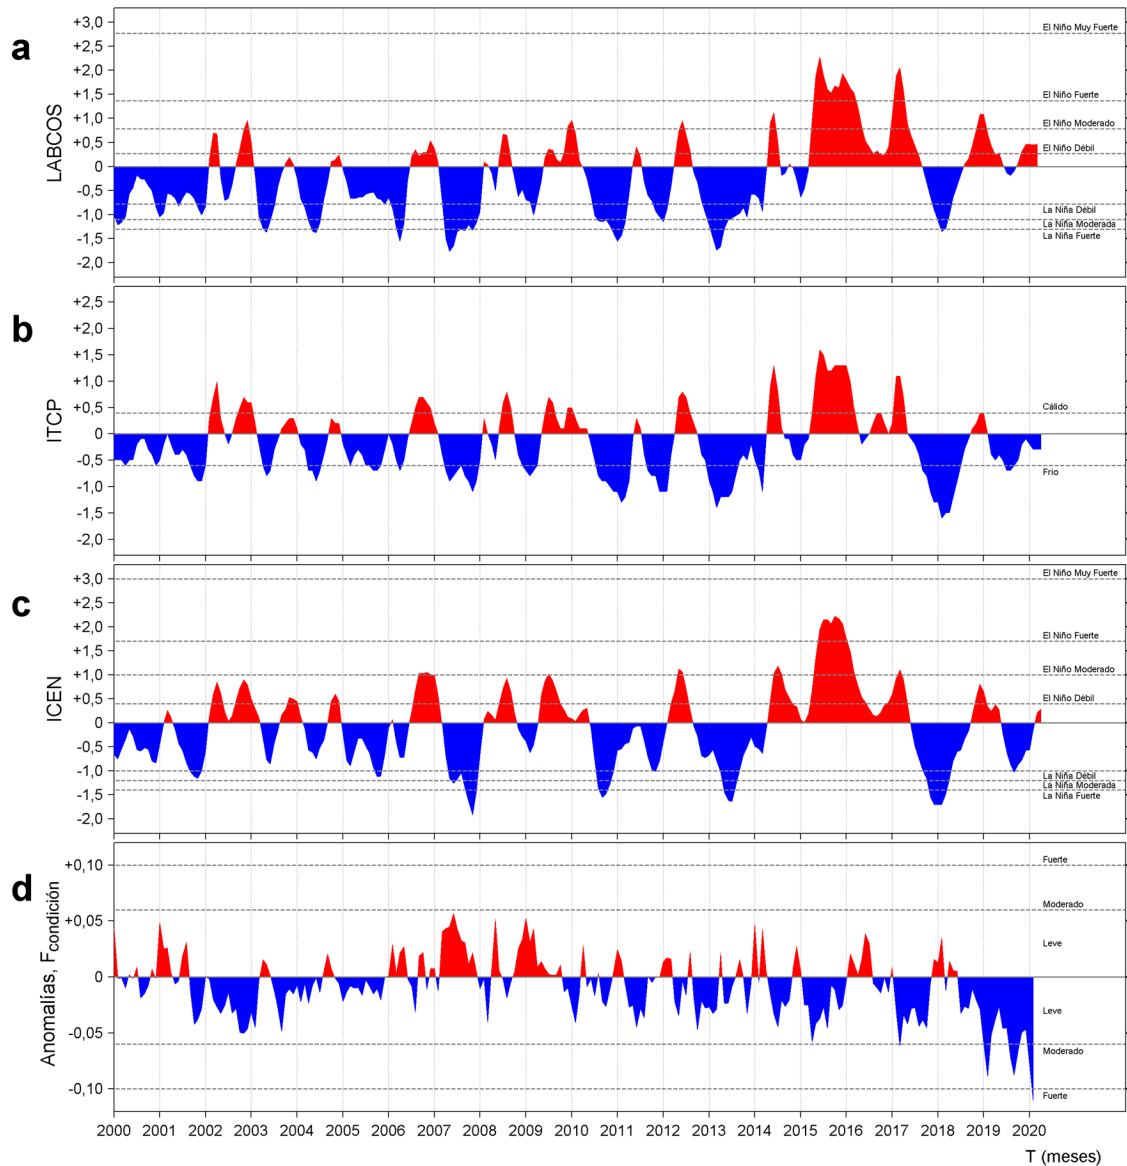 a
LABCOS
+3,0
+2,5
+2,0
+1,5
+1,0
+0,5
0
-0,5
-1,0
-1,5
-2,0
El Niño Muy Fuerte
El Niño Fuerte
El Niño Moderado
El Niño Débil
La Niña Débil
La Niña Moderada
La Niña Fuerte
b
ITCP
+2,5
+2,0
+1,5
+1,0
+0,5
0
-0,5
-1,0
-1,5
-2,0
Cálido
Frio
c
ICEN
+3,0
+2,5
+2,0
+1,5
+1,0
+0,5
0
-0,5
-1,0
-1,5
-2,0
El Niño Muy Fuerte
El Niño Fuerte
El Niño Moderado
El Niño Débil
La Niña Débil
La Niña Moderada
La Niña Fuerte
d
Anomalías, Fcondición
+0,10
+0,05
0
-0,05
-0,10
Fuerte
Moderado
Leve
Leve
Moderado
Fuerte
2000 2001 2002 2003 2004 2005 2006 2007 2008 2009 2010 2011 2012 2013 2014 2015 2016 2017 2018 2019 2020
T (meses)